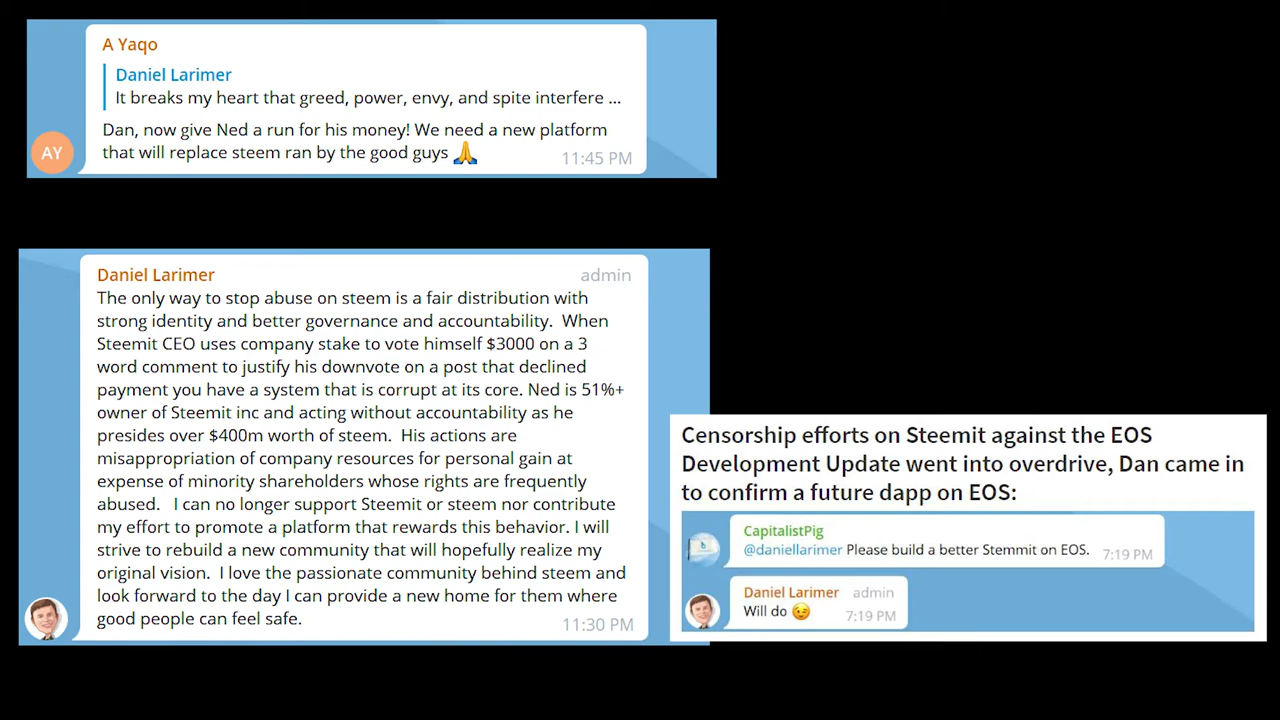 A Yaqo
Daniel Larimer
It breaks my heart that greed, power, envy, and spite interfere ...
Dan, now give Ned a run for his money! We need a new platform
that will replace steem ran by the good guys 🙏
11:45 PM
AY
Daniel Larimer admin
The only way to stop abuse on steem is a fair distribution with
strong identity and better governance and accountability. When
Steemit CEO uses company stake to vote himself $3000 on a 3
word comment to justify his downvote on a post that declined
payment you have a system that is corrupt at its core. Ned is 51%+
owner of Steemit inc and acting without accountability as he
presides over $400m worth of steem. His actions are
misappropriation of company resources for personal gain at
expense of minority shareholders whose rights are frequently
abused. I can no longer support Steemit or steem nor contribute
my effort to promote a platform that rewards this behavior. I will
strive to rebuild a new community that will hopefully realize my
original vision. I love the passionate community behind steem and
look forward to the day I can provide a new home for them where
good people can feel safe.
11:30 PM
Censorship efforts on Steemit against the EOS
Development Update went into overdrive, Dan came in
to confirm a future dapp on EOS:
CapitalistPig
@daniellarimer Please build a better Stemmit on EOS. 7:19 PM
Daniel Larimer admin
Will do 😉 7:19 PM